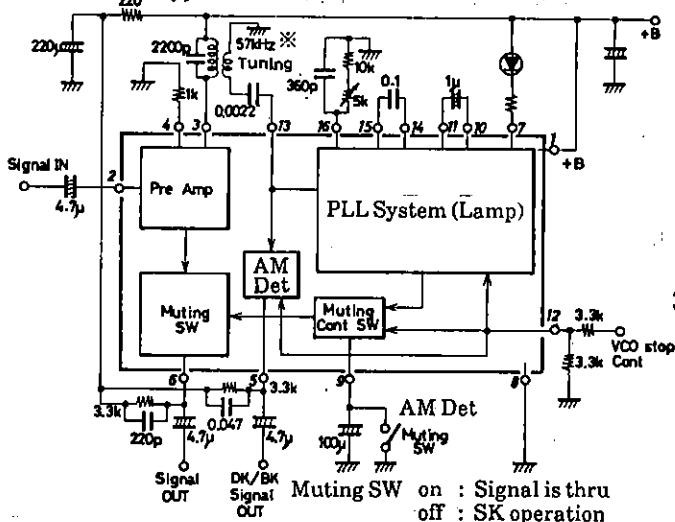 220
220μ
+B
2200p
57kHz ※
Tuning
0.0022
360p
10k
5k
0.1
1μ
1k
4
3
13
16
15
14
11
10
7
1
+B
Signal IN
2
4.7μ
Pre Amp
PLL System (Lamp)
AM
Det
Muting
SW
Muting
Cont SW
12
3.3k
VCO stop
Cont
3.3k
6
5
9
8
3.3k
3.3k
220p
0.047
4.7μ
4.7μ
100μ
AM Det
Muting
SW
Signal
OUT
DK/BK
Signal
OUT
Muting SW on : Signal is thru
off : SK operation